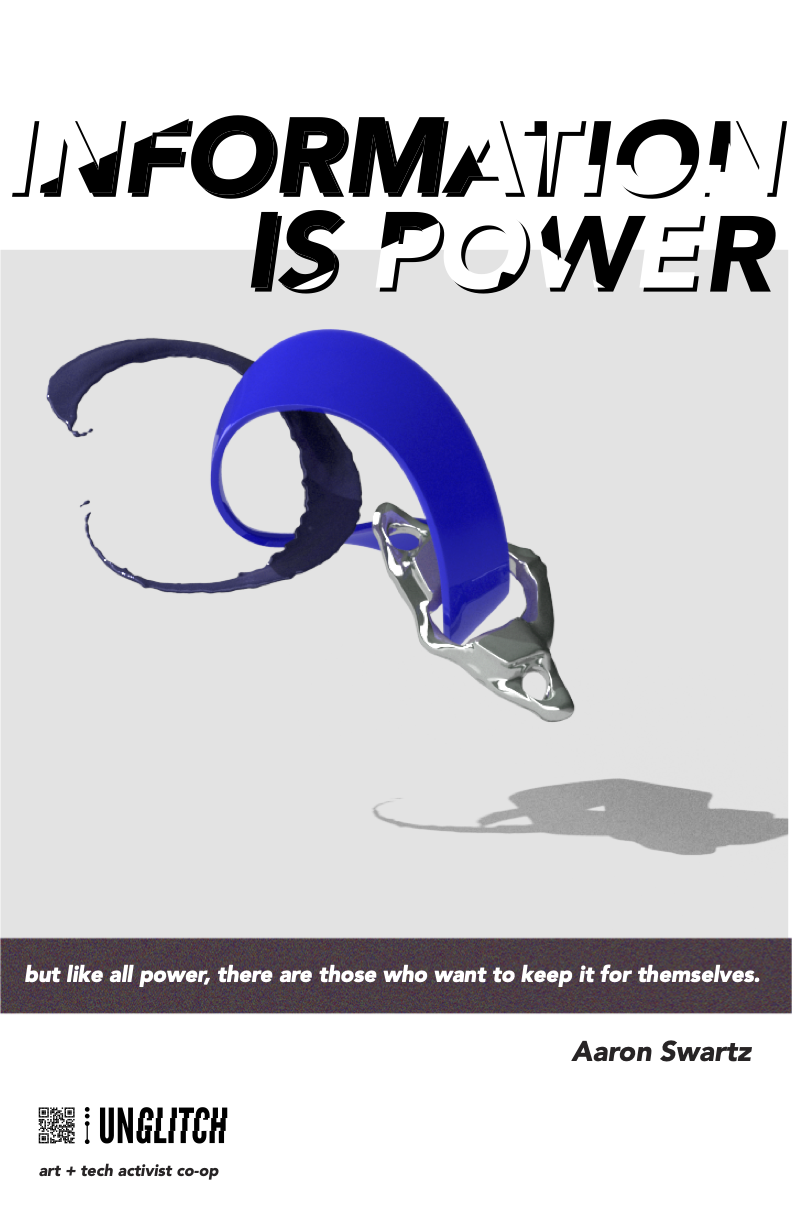 INFORMATION
IS POWER
but like all power, there are those who want to keep it for themselves.
Aaron Swartz
UNGLITCH
art + tech activist co-op